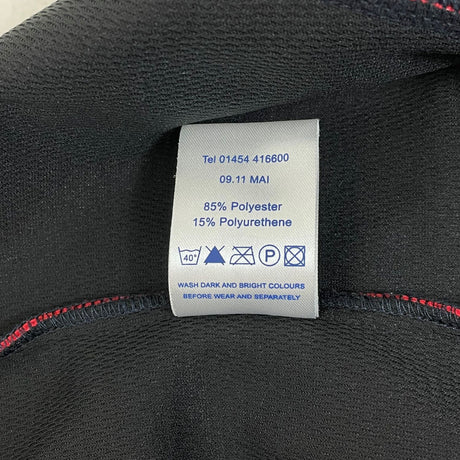 Tel 01454 416600
09.11 MAI
85% Polyester
15% Polyurethene
40° P
WASH DARK AND BRIGHT COLOURS
BEFORE WEAR AND SEPARATELY